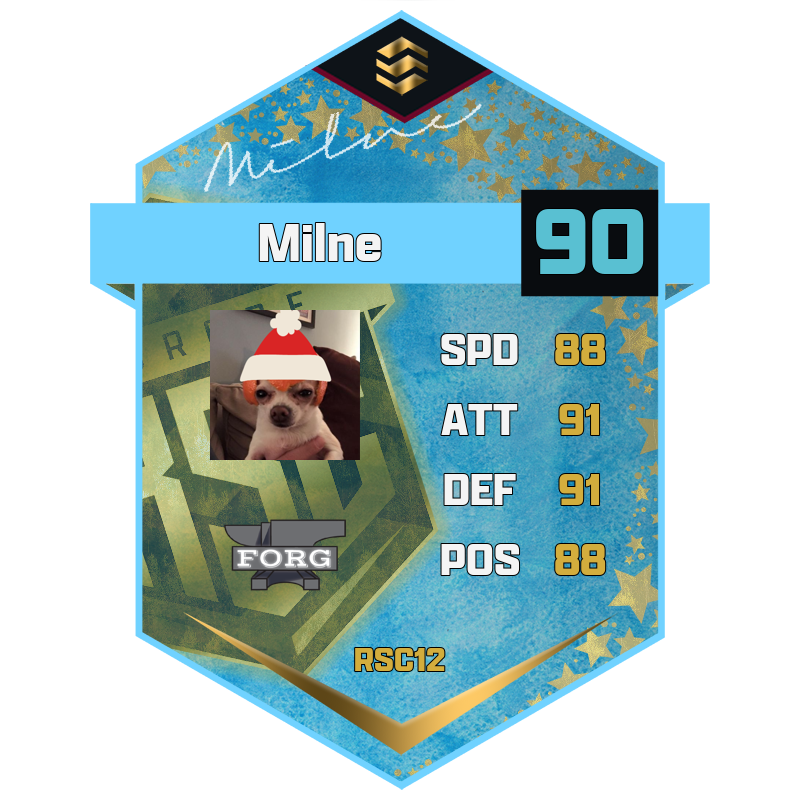 Milne
Milne
90
SPD 88
ATT 91
DEF 91
POS 88
FORG
RSC12